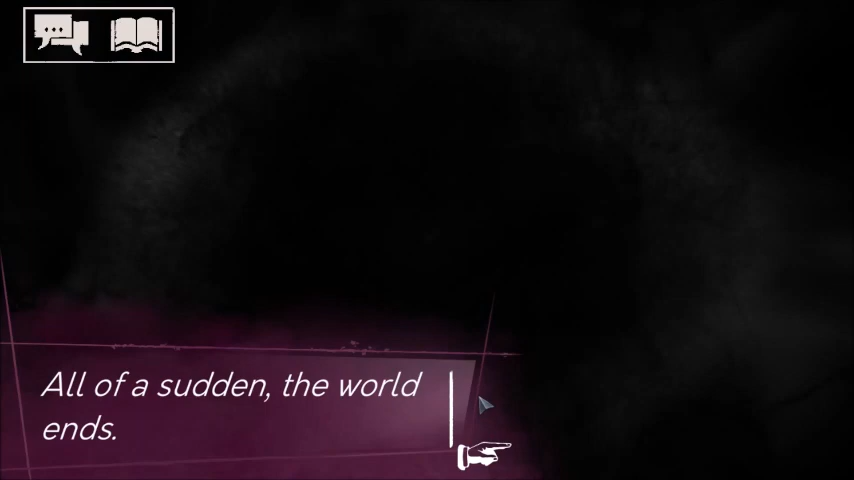 All of a sudden, the world
ends.